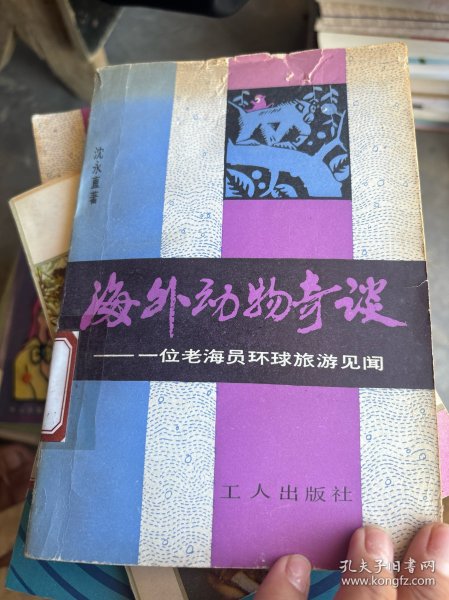 沈永直著
海外动物奇谈
——一位老海员环球旅游见闻
工人出版社
孔夫子旧书网
www.kongfz.com